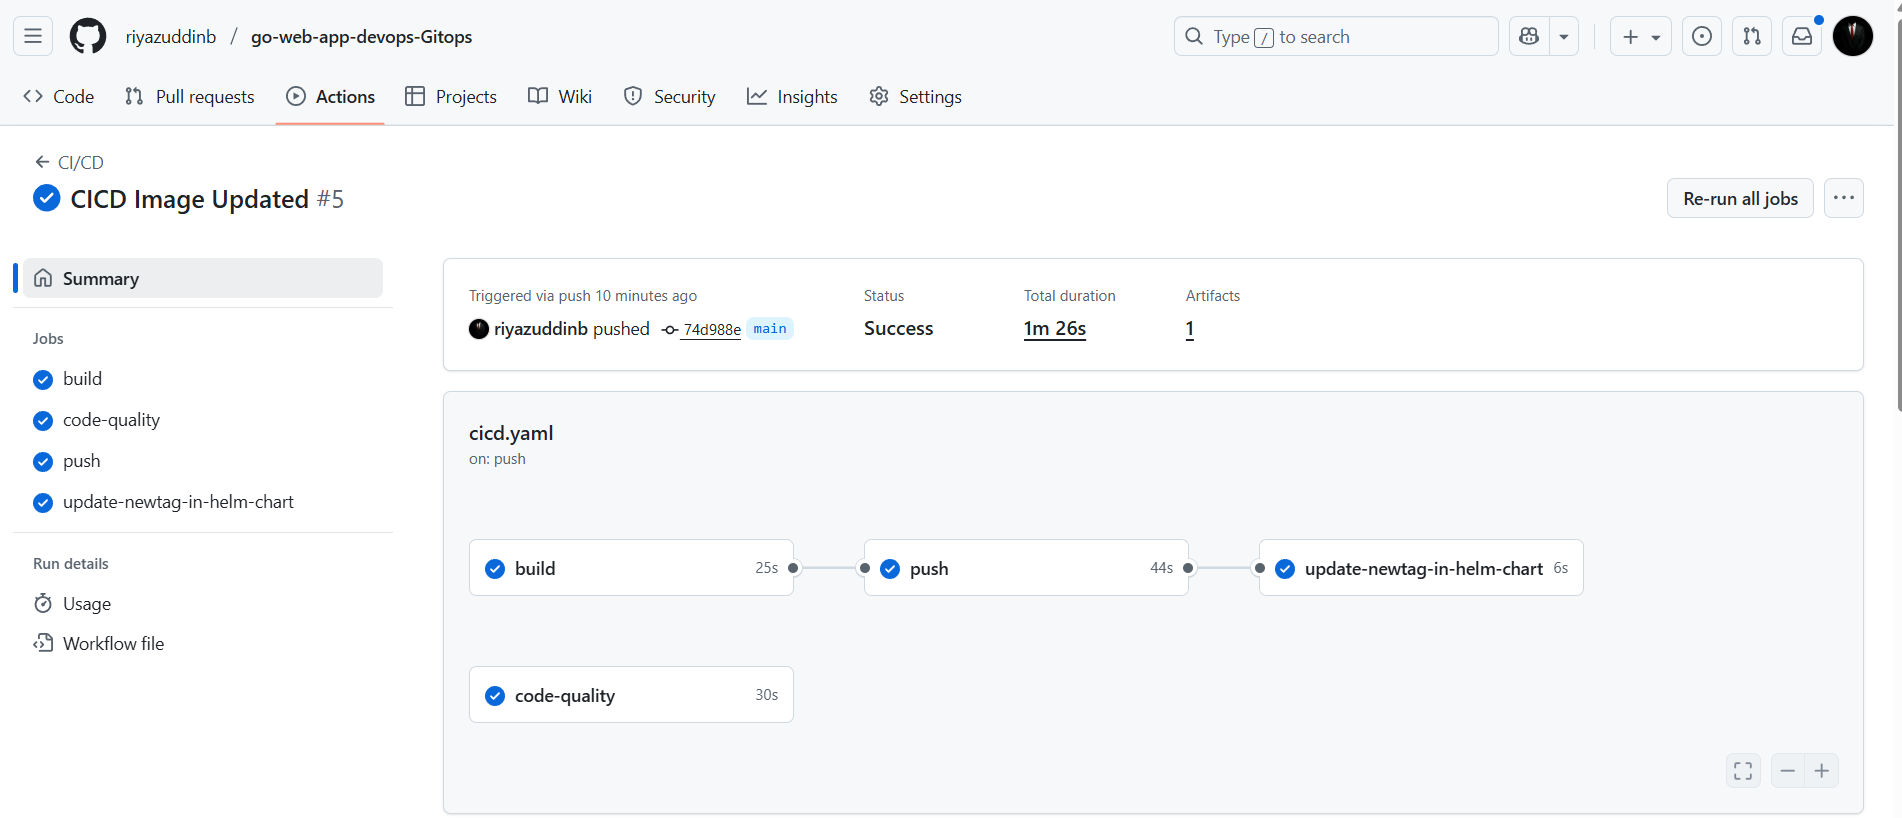 riyazuddinb / go-web-app-devops-Gitops
Type / to search
Code Pull requests Actions Projects Wiki Security Insights Settings
CI/CD
CICD Image Updated #5
Re-run all jobs
Summary
Jobs
build
code-quality
push
update-newtag-in-helm-chart
Run details
Usage
Workflow file
Triggered via push 10 minutes ago
riyazuddinb pushed 74d988e main
Status
Success
Total duration
1m 26s
Artifacts
1
cicd.yaml
on: push
build 25s
push 44s
update-newtag-in-helm-chart 6s
code-quality 30s